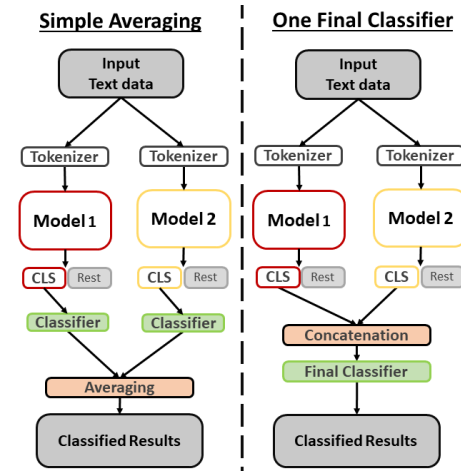 Simple Averaging
Input
Text data
Tokenizer
Tokenizer
Model 1
Model 2
CLS
Rest
CLS
Rest
Classifier
Classifier
Averaging
Classified Results
One Final Classifier
Input
Text data
Tokenizer
Tokenizer
Model 1
Model 2
CLS
Rest
CLS
Rest
Concatenation
Final Classifier
Classified Results